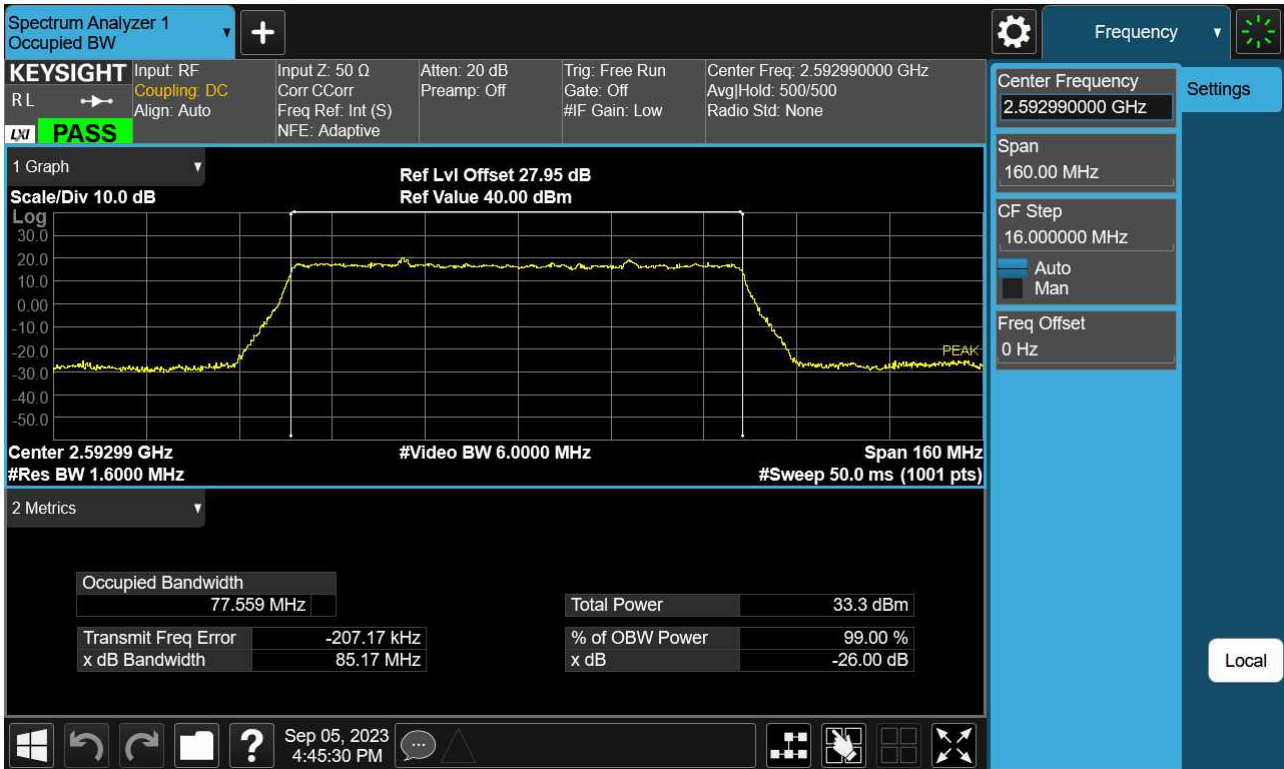 Spectrum Analyzer 1
Occupied BW
Frequency
KEYSIGHT
R L
LXI PASS
Input: RF
Coupling: DC
Align: Auto
Input Z: 50 Ω
Corr CCorr
Freq Ref: Int (S)
NFE: Adaptive
Atten: 20 dB
Preamp: Off
Trig: Free Run
Gate: Off
#IF Gain: Low
Center Freq: 2.592990000 GHz
Avg|Hold: 500/500
Radio Std: None
1 Graph
Scale/Div 10.0 dB
Ref Lvl Offset 27.95 dB
Ref Value 40.00 dBm
Log
30.0
20.0
10.0
0.00
-10.0
-20.0
-30.0
-40.0
-50.0
PEAK
Center 2.59299 GHz
#Video BW 6.0000 MHz
Span 160 MHz
#Res BW 1.6000 MHz
#Sweep 50.0 ms (1001 pts)
2 Metrics
Occupied Bandwidth
77.559 MHz
Total Power 33.3 dBm
Transmit Freq Error -207.17 kHz
% of OBW Power 99.00 %
x dB Bandwidth 85.17 MHz
x dB -26.00 dB
Center Frequency
2.592990000 GHz
Settings
Span
160.00 MHz
CF Step
16.000000 MHz
Auto
Man
Freq Offset
0 Hz
Local
?
Sep 05, 2023
4:45:30 PM